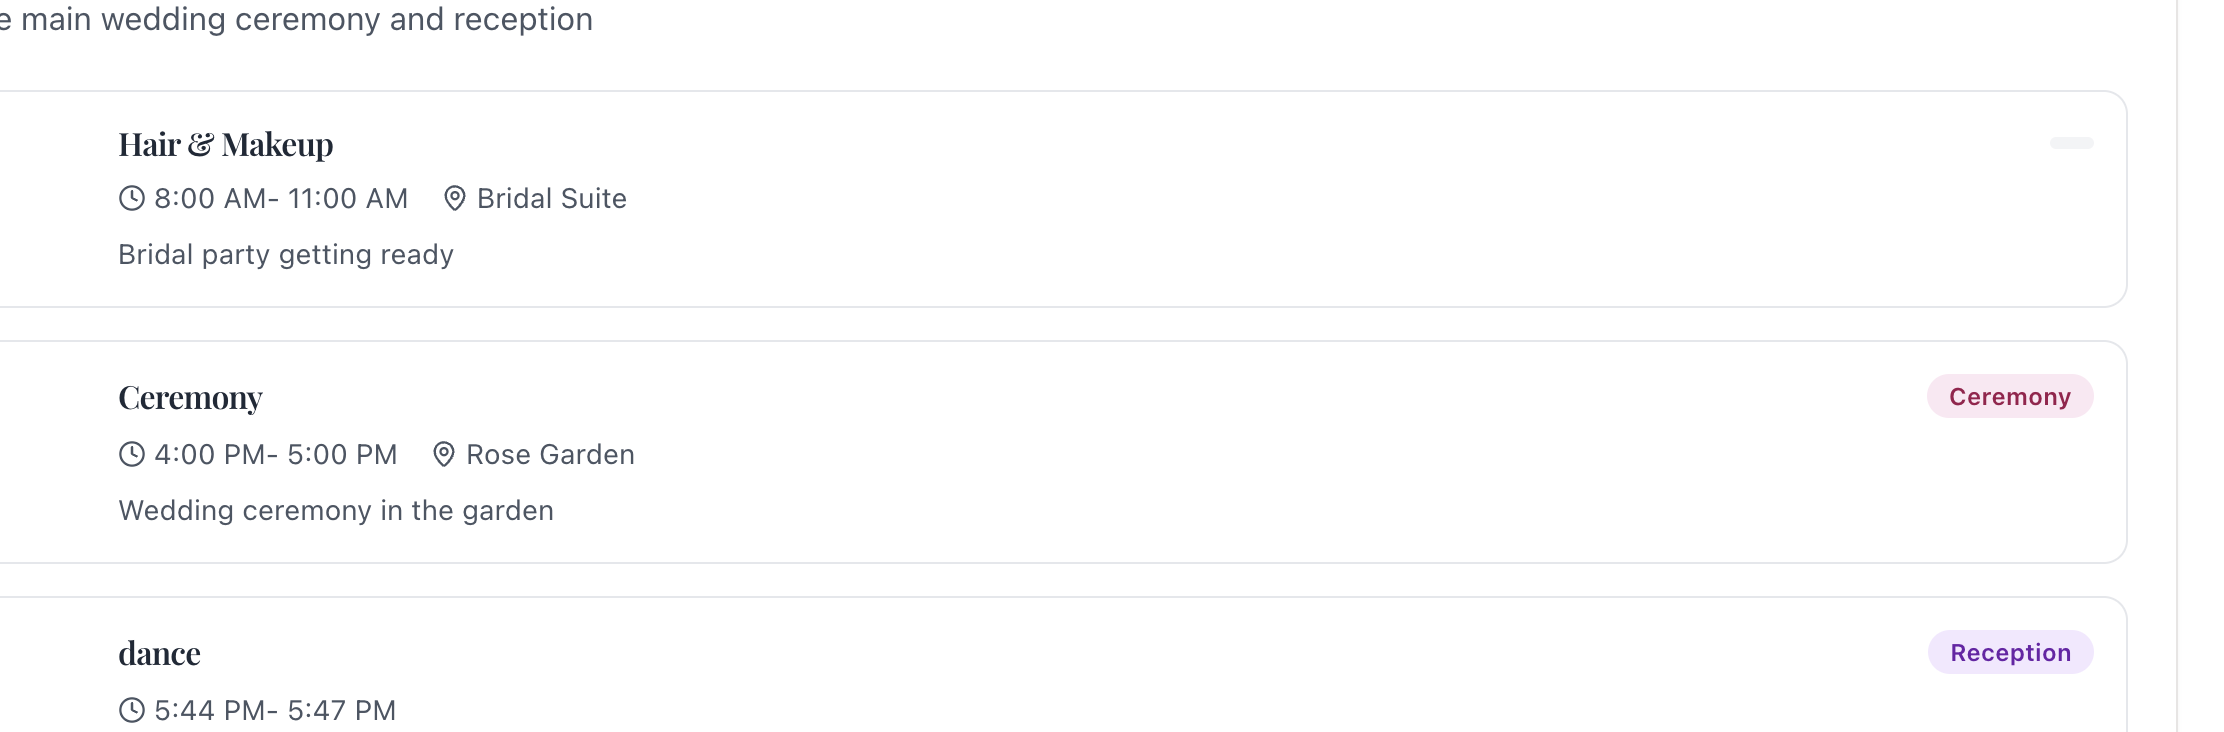 e main wedding ceremony and reception
Hair & Makeup
8:00 AM- 11:00 AM Bridal Suite
Bridal party getting ready
Ceremony
Ceremony
4:00 PM- 5:00 PM Rose Garden
Wedding ceremony in the garden
dance
Reception
5:44 PM- 5:47 PM